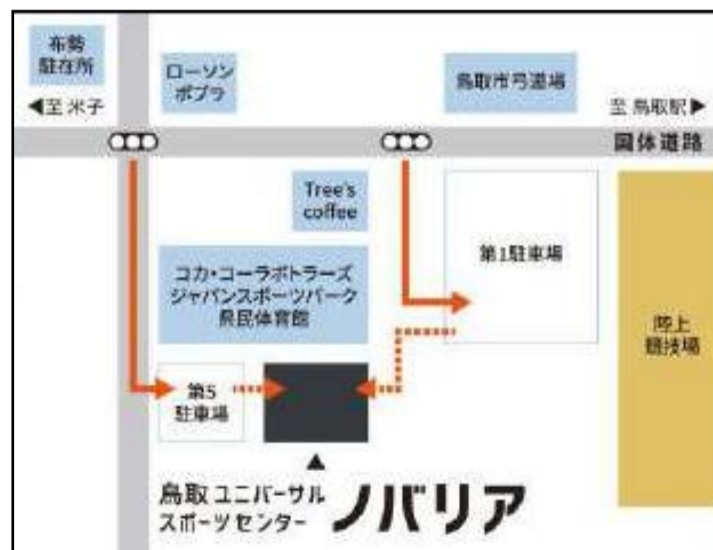 布勢
駐在所
◀至 米子
ローソン
ポプラ
鳥取市弓道場
至 鳥取駅▶
国体道路
Tree's
coffee
第1駐車場
コカ・コーラボトラーズ
ジャパンスポーツパーク
県民体育館
陸上
競技場
第5
駐車場
鳥取ユニバーサル
スポーツセンター
ノバリア